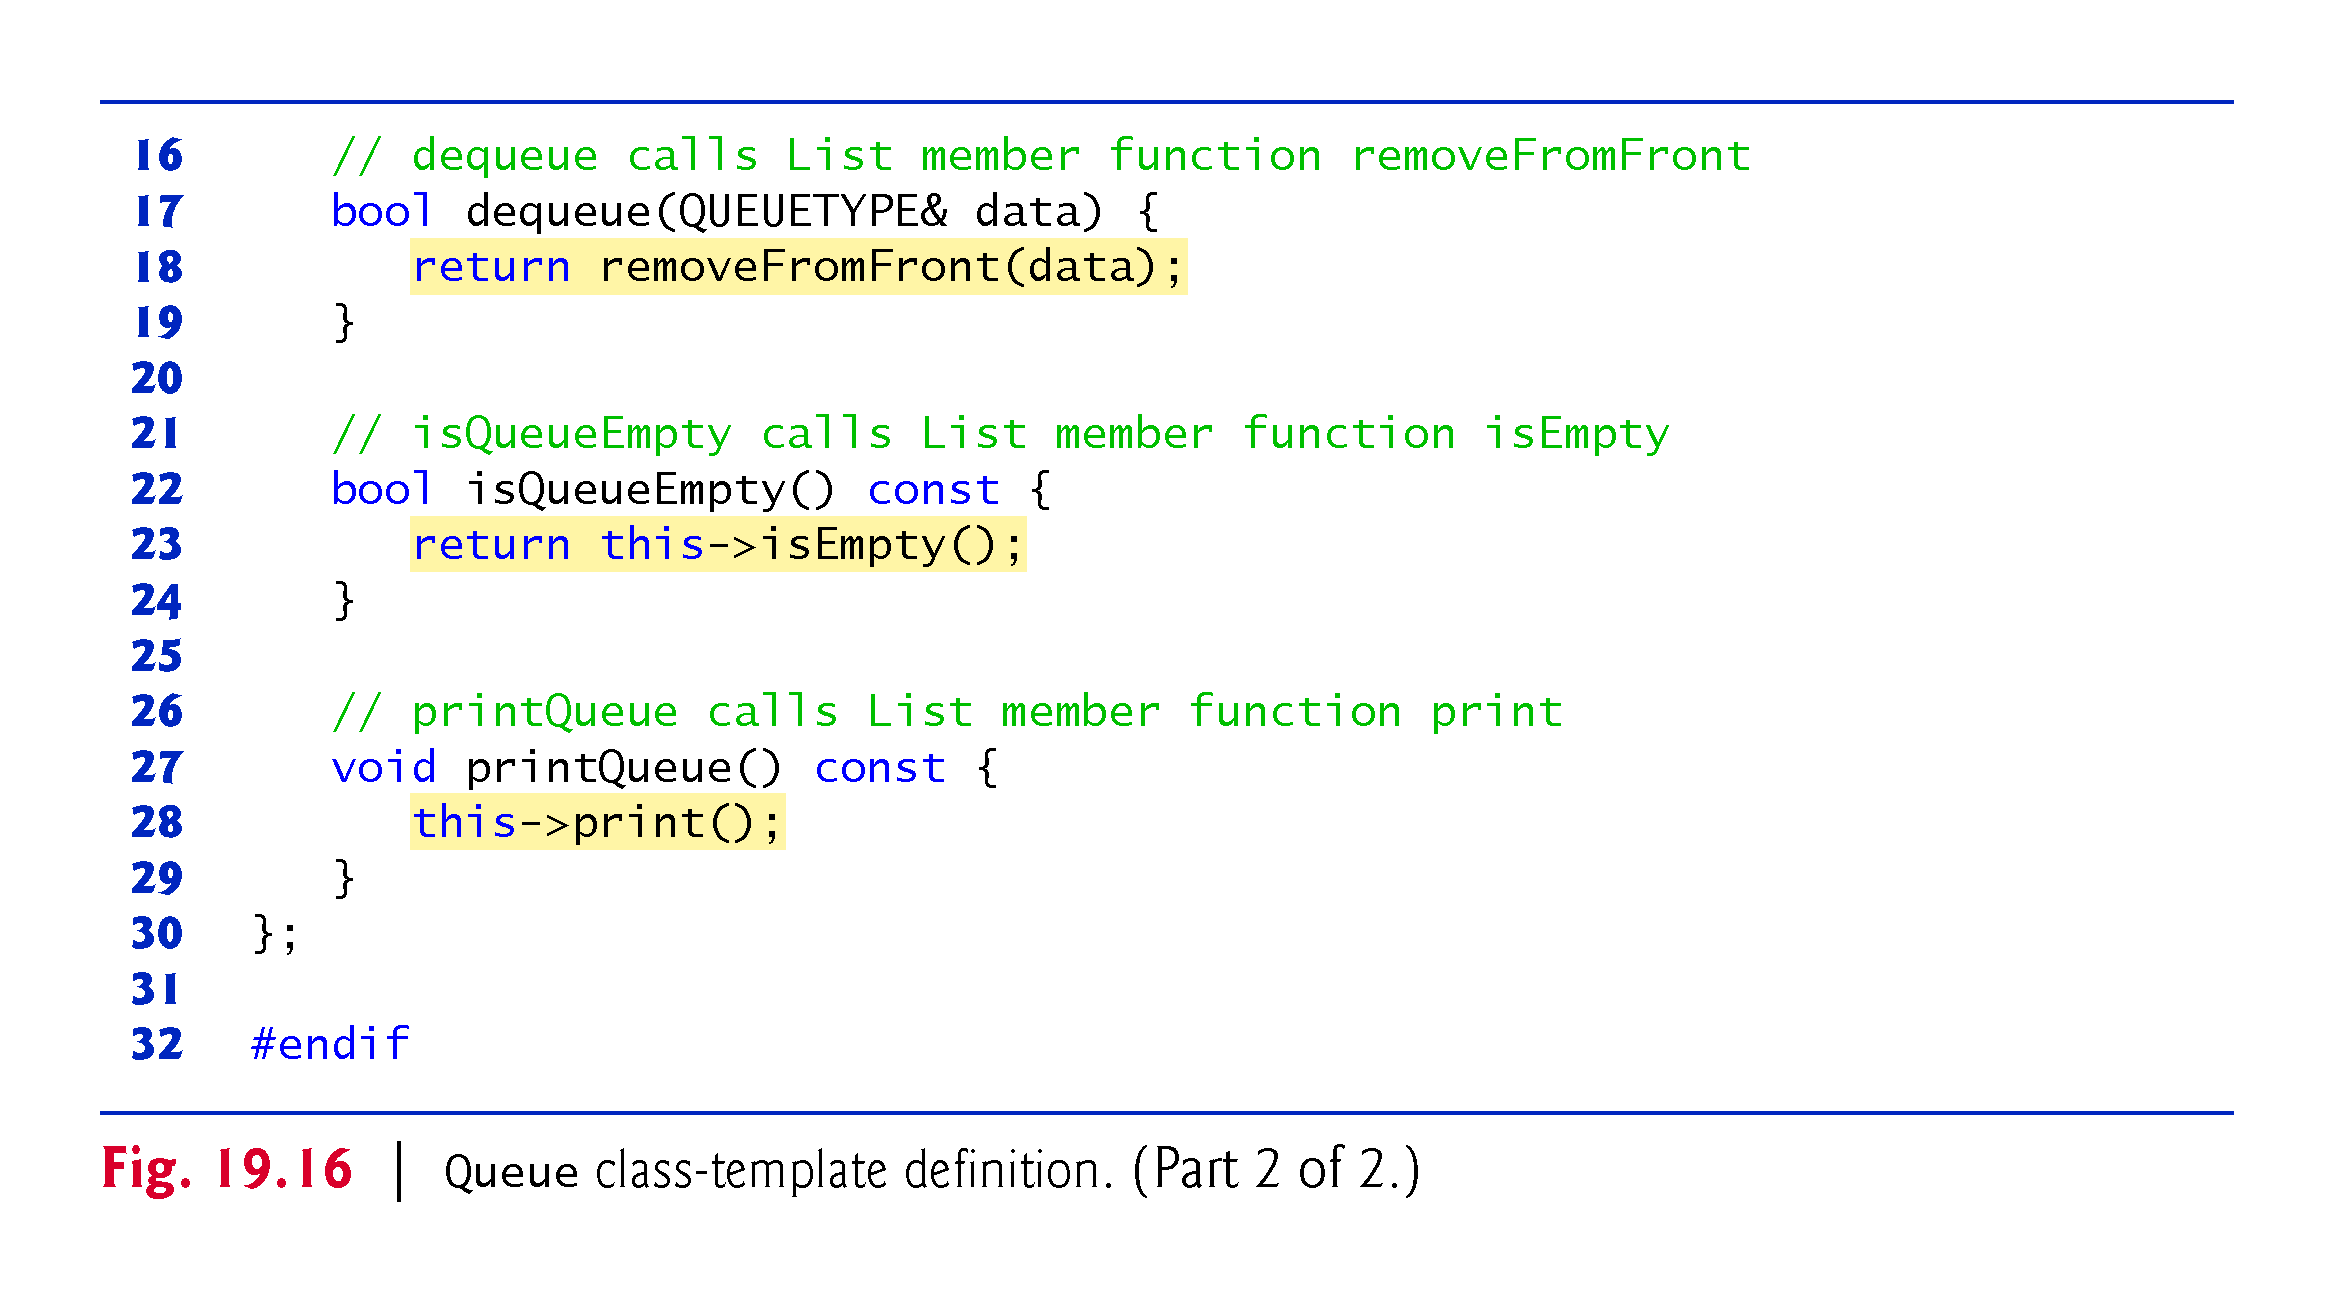 16 // dequeue calls List member function removeFromFront
17 bool dequeue(QUEUETYPE& data) {
18 return removeFromFront(data);
19 }
20
21 // isQueueEmpty calls List member function isEmpty
22 bool isQueueEmpty() const {
23 return this->isEmpty();
24 }
25
26 // printQueue calls List member function print
27 void printQueue() const {
28 this->print();
29 }
30 };
31
32 #endif
Fig. 19.16 | Queue class-template definition. (Part 2 of 2.)